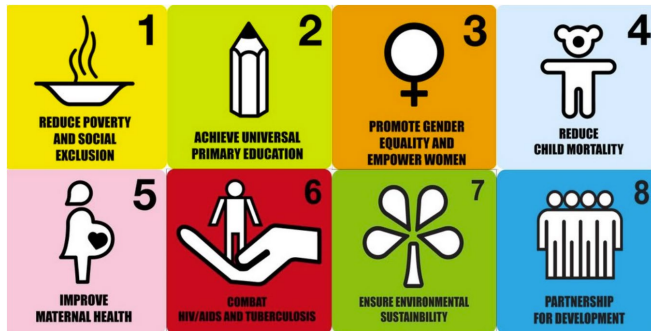 1
REDUCE POVERTY
AND SOCIAL
EXCLUSION
2
ACHIEVE UNIVERSAL
PRIMARY EDUCATION
3
PROMOTE GENDER
EQUALITY AND
EMPOWER WOMEN
4
REDUCE
CHILD MORTALITY
5
IMPROVE
MATERNAL HEALTH
6
COMBAT
HIV/AIDS AND TUBERCULOSIS
7
ENSURE ENVIRONMENTAL
SUSTAINABILITY
8
PARTNERSHIP
FOR DEVELOPMENT